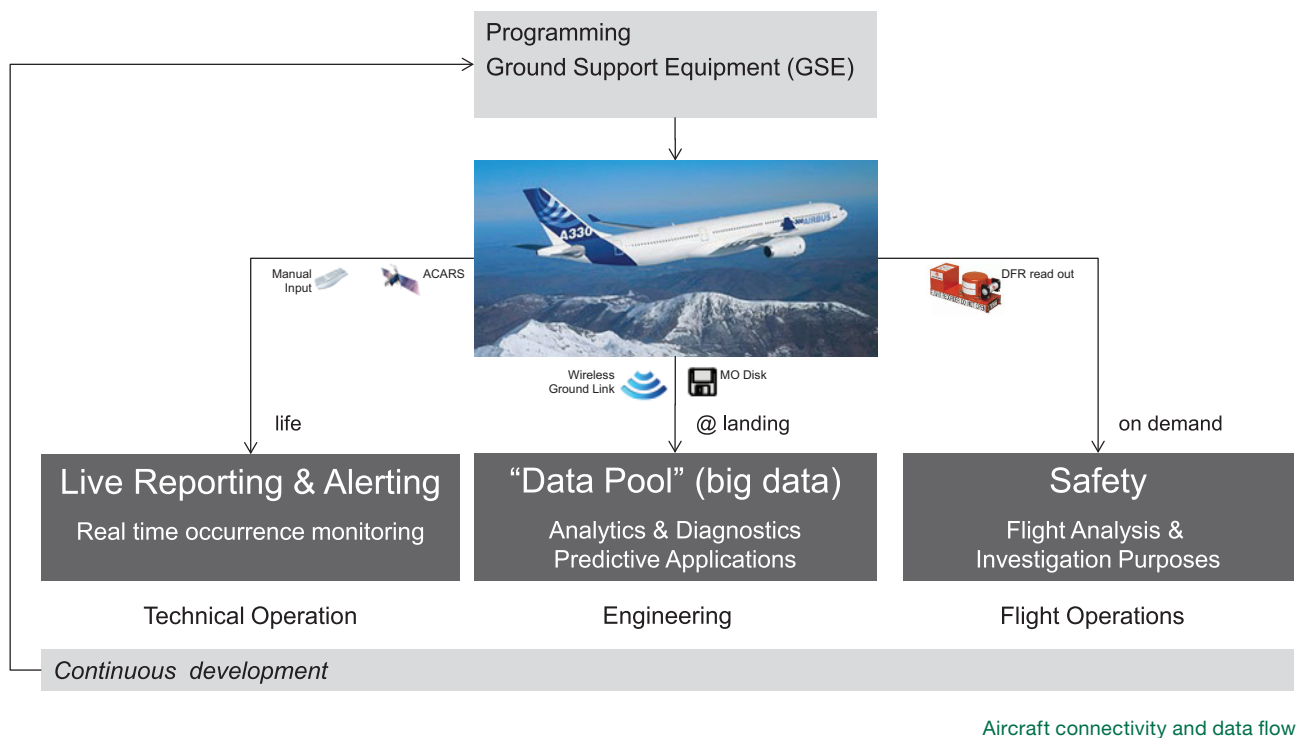 Programming
Ground Support Equipment (GSE)
A330
AIRBUS
Manual
Input
ACARS
DFR read out
Wireless
Ground Link
MO Disk
life
@ landing
on demand
Live Reporting & Alerting
Real time occurrence monitoring
“Data Pool” (big data)
Analytics & Diagnostics
Predictive Applications
Safety
Flight Analysis &
Investigation Purposes
Technical Operation
Engineering
Flight Operations
Continuous development
Aircraft connectivity and data flow